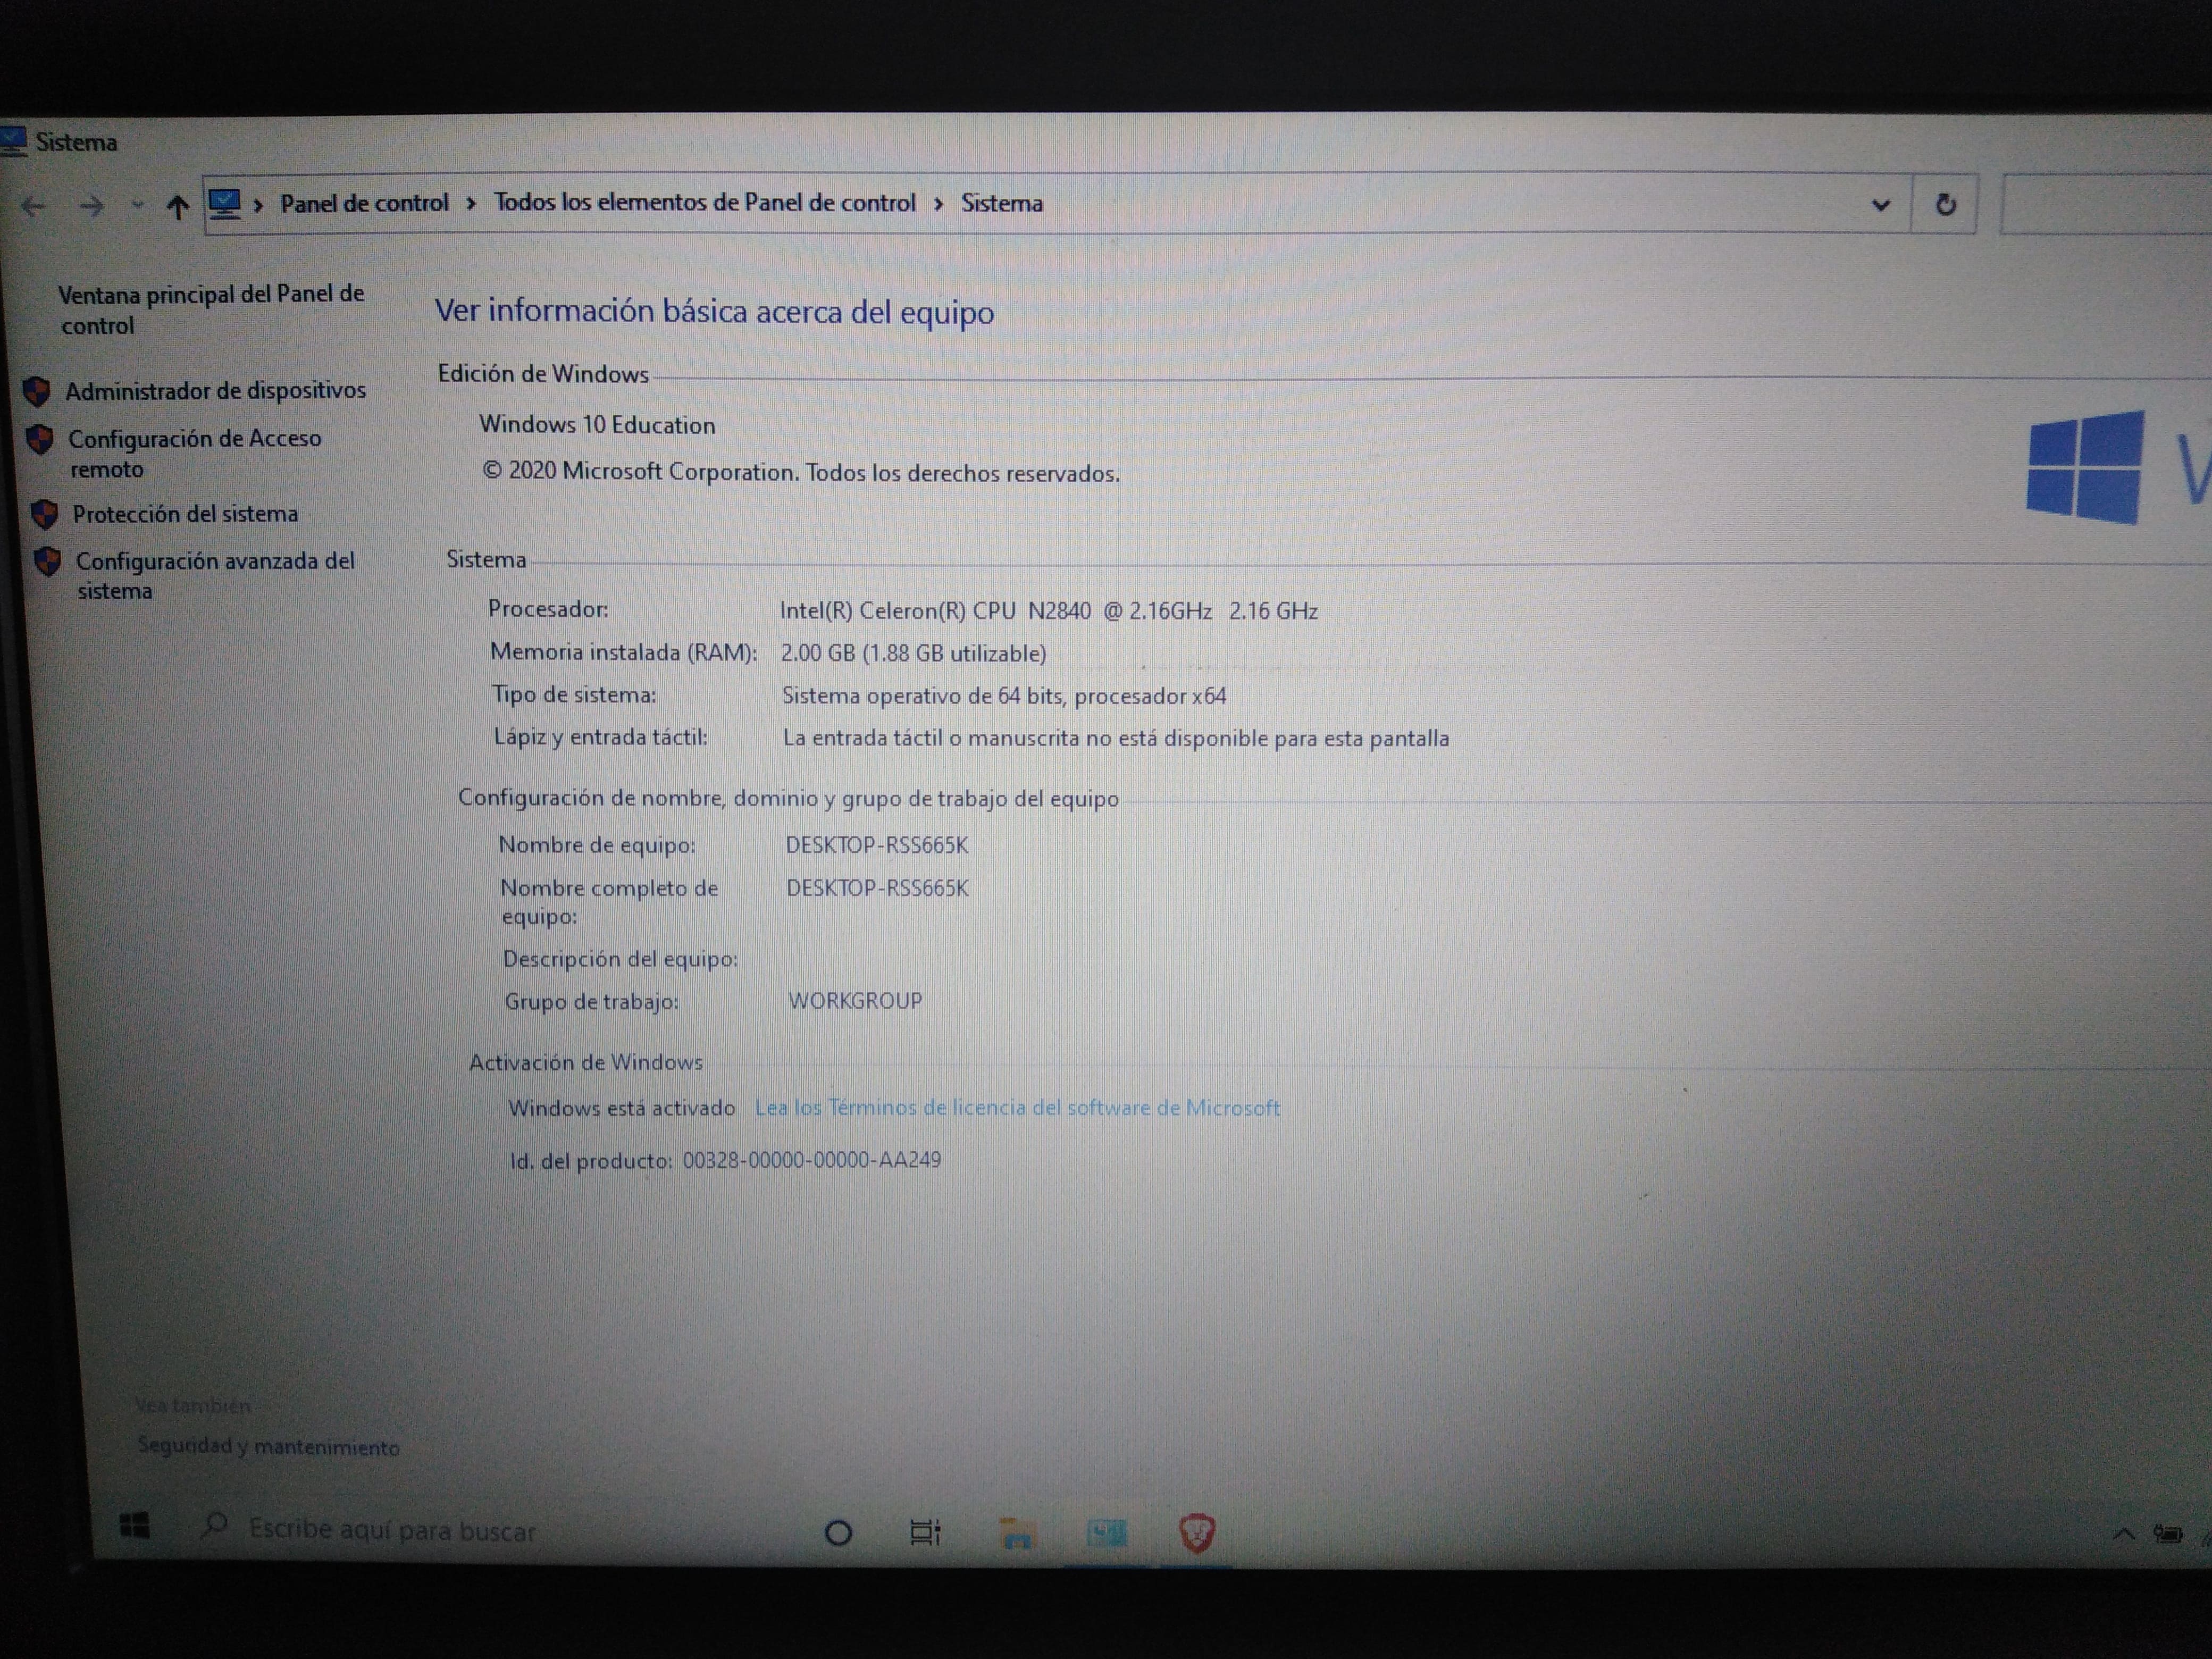 Sistema
Panel de control > Todos los elementos de Panel de control > Sistema
Ventana principal del Panel de
control
Administrador de dispositivos
Configuración de Acceso
remoto
Protección del sistema
Configuración avanzada del
sistema
Ver información básica acerca del equipo
Edición de Windows
Windows 10 Education
© 2020 Microsoft Corporation. Todos los derechos reservados.
Sistema
Procesador: Intel(R) Celeron(R) CPU N2840 @ 2.16GHz 2.16 GHz
Memoria instalada (RAM): 2.00 GB (1.88 GB utilizable)
Tipo de sistema: Sistema operativo de 64 bits, procesador x64
Lápiz y entrada táctil: La entrada táctil o manuscrita no está disponible para esta pantalla
Configuración de nombre, dominio y grupo de trabajo del equipo
Nombre de equipo: DESKTOP-RSS665K
Nombre completo de DESKTOP-RSS665K
equipo:
Descripción del equipo:
Grupo de trabajo: WORKGROUP
Activación de Windows
Windows está activado Lea los Términos de licencia del software de Microsoft
Id. del producto: 00328-00000-00000-AA249
Vea también
Seguridad y mantenimiento
Escribe aquí para buscar